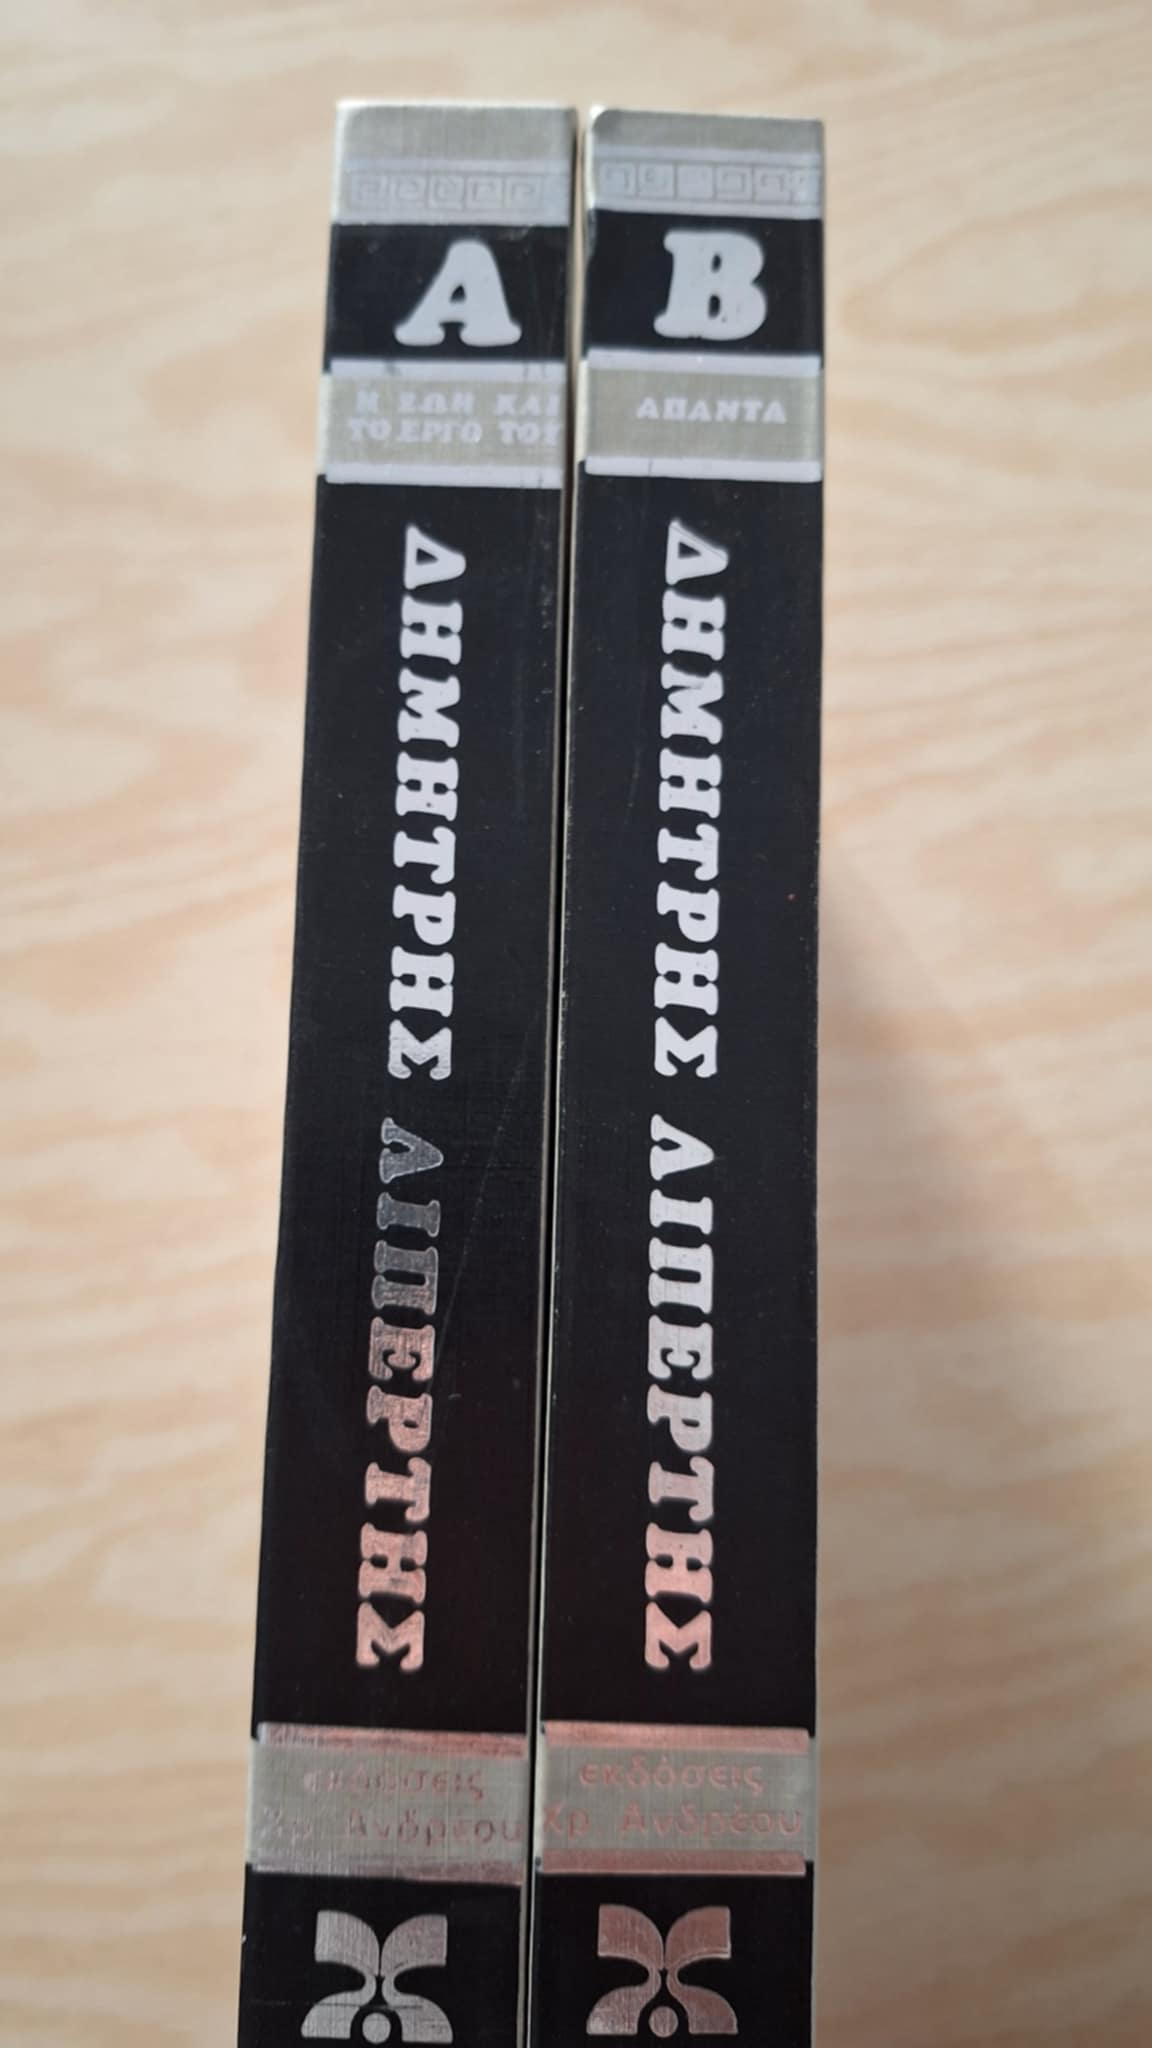 Α
Η ΖΩΗ ΚΑΙ
ΤΟ ΕΡΓΟ ΤΟΥ
ΔΗΜΗΤΡΗΣ ΛΙΠΕΡΤΗΣ
εκδόσεις
Χρ Ανδρέου
Β
ΑΠΑΝΤΑ
ΔΗΜΗΤΡΗΣ ΛΙΠΕΡΤΗΣ
εκδόσεις
Χρ Ανδρέου